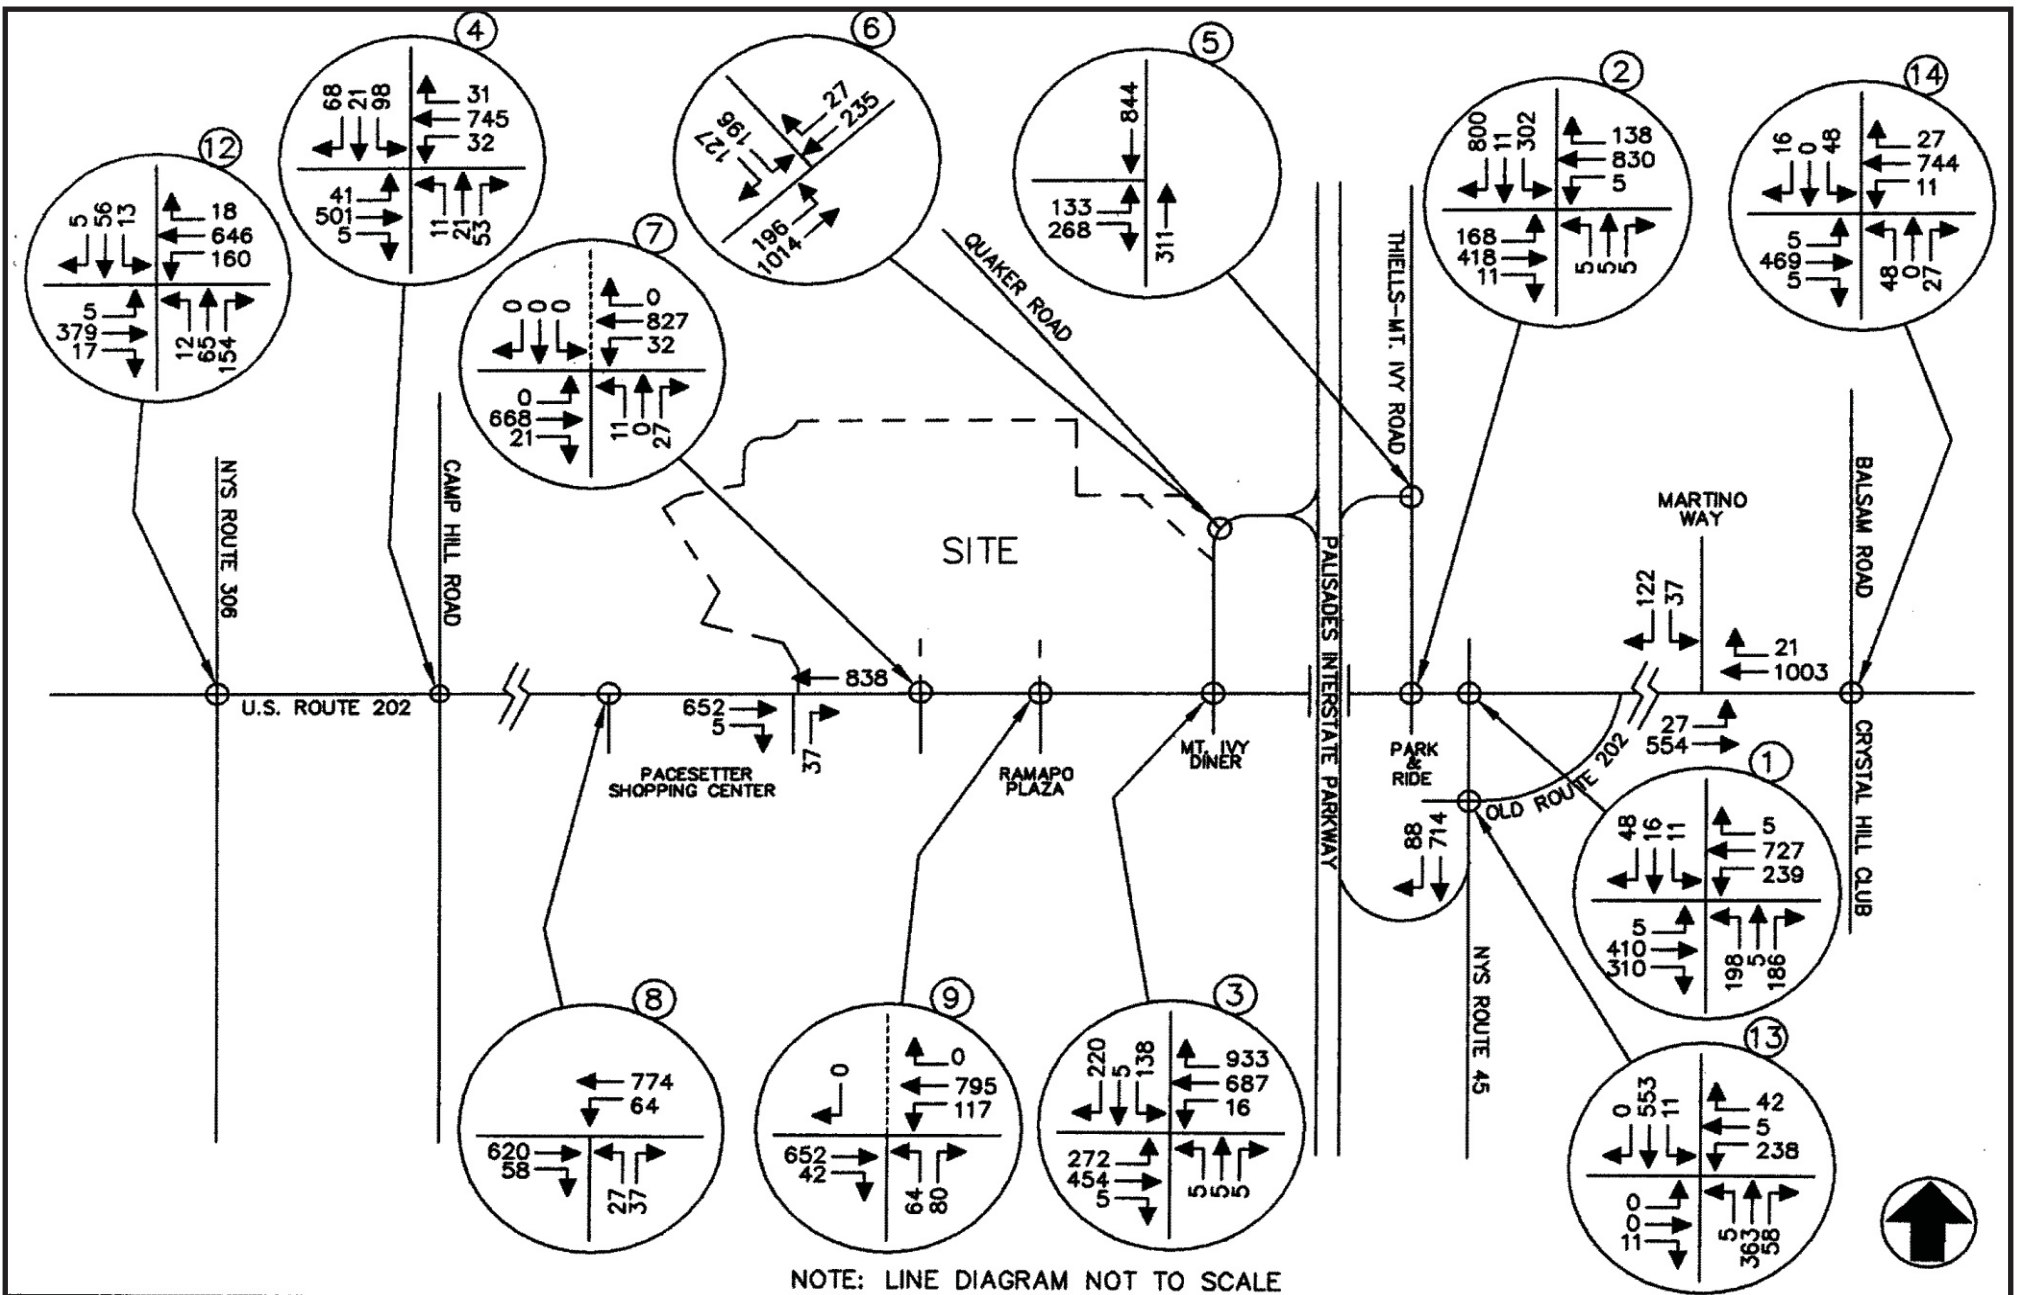 12
5 56 13
18
646
160
5
379
17
12 65 154
4
68 21 98
31
745
32
41
501
5
11 21 53
7
0 0 0
0
827
32
0
668
21
11 0 27
6
27
235
196
127
196
1014
5
844
133
268
311
2
800 11 302
138
830
5
168
418
11
5 5 5
14
16 0 48
27
744
11
5
469
5
48 0 27
QUAKER ROAD
THIELLS-MT. IVY ROAD
NYS ROUTE 306
CAMP HILL ROAD
SITE
PALISADES INTERSTATE PARKWAY
MARTINO
WAY
BALSAM ROAD
122 37
21
1003
27
554
838
652
5
37
U.S. ROUTE 202
PACESETTER
SHOPPING CENTER
RAMAPO
PLAZA
MT. IVY
DINER
PARK
&
RIDE
OLD ROUTE 202
CRYSTAL HILL CLUB
88 714
NYS ROUTE 45
1
48 16 11
5
727
239
5
410
310
198 5 186
8
774
64
620
58
27 37
9
0
0
795
117
652
42
64 80
3
220 5 138
933
687
16
272
454
5
5 5 5
13
0 553 11
42
5
238
0
0
11
5 363 58
NOTE: LINE DIAGRAM NOT TO SCALE